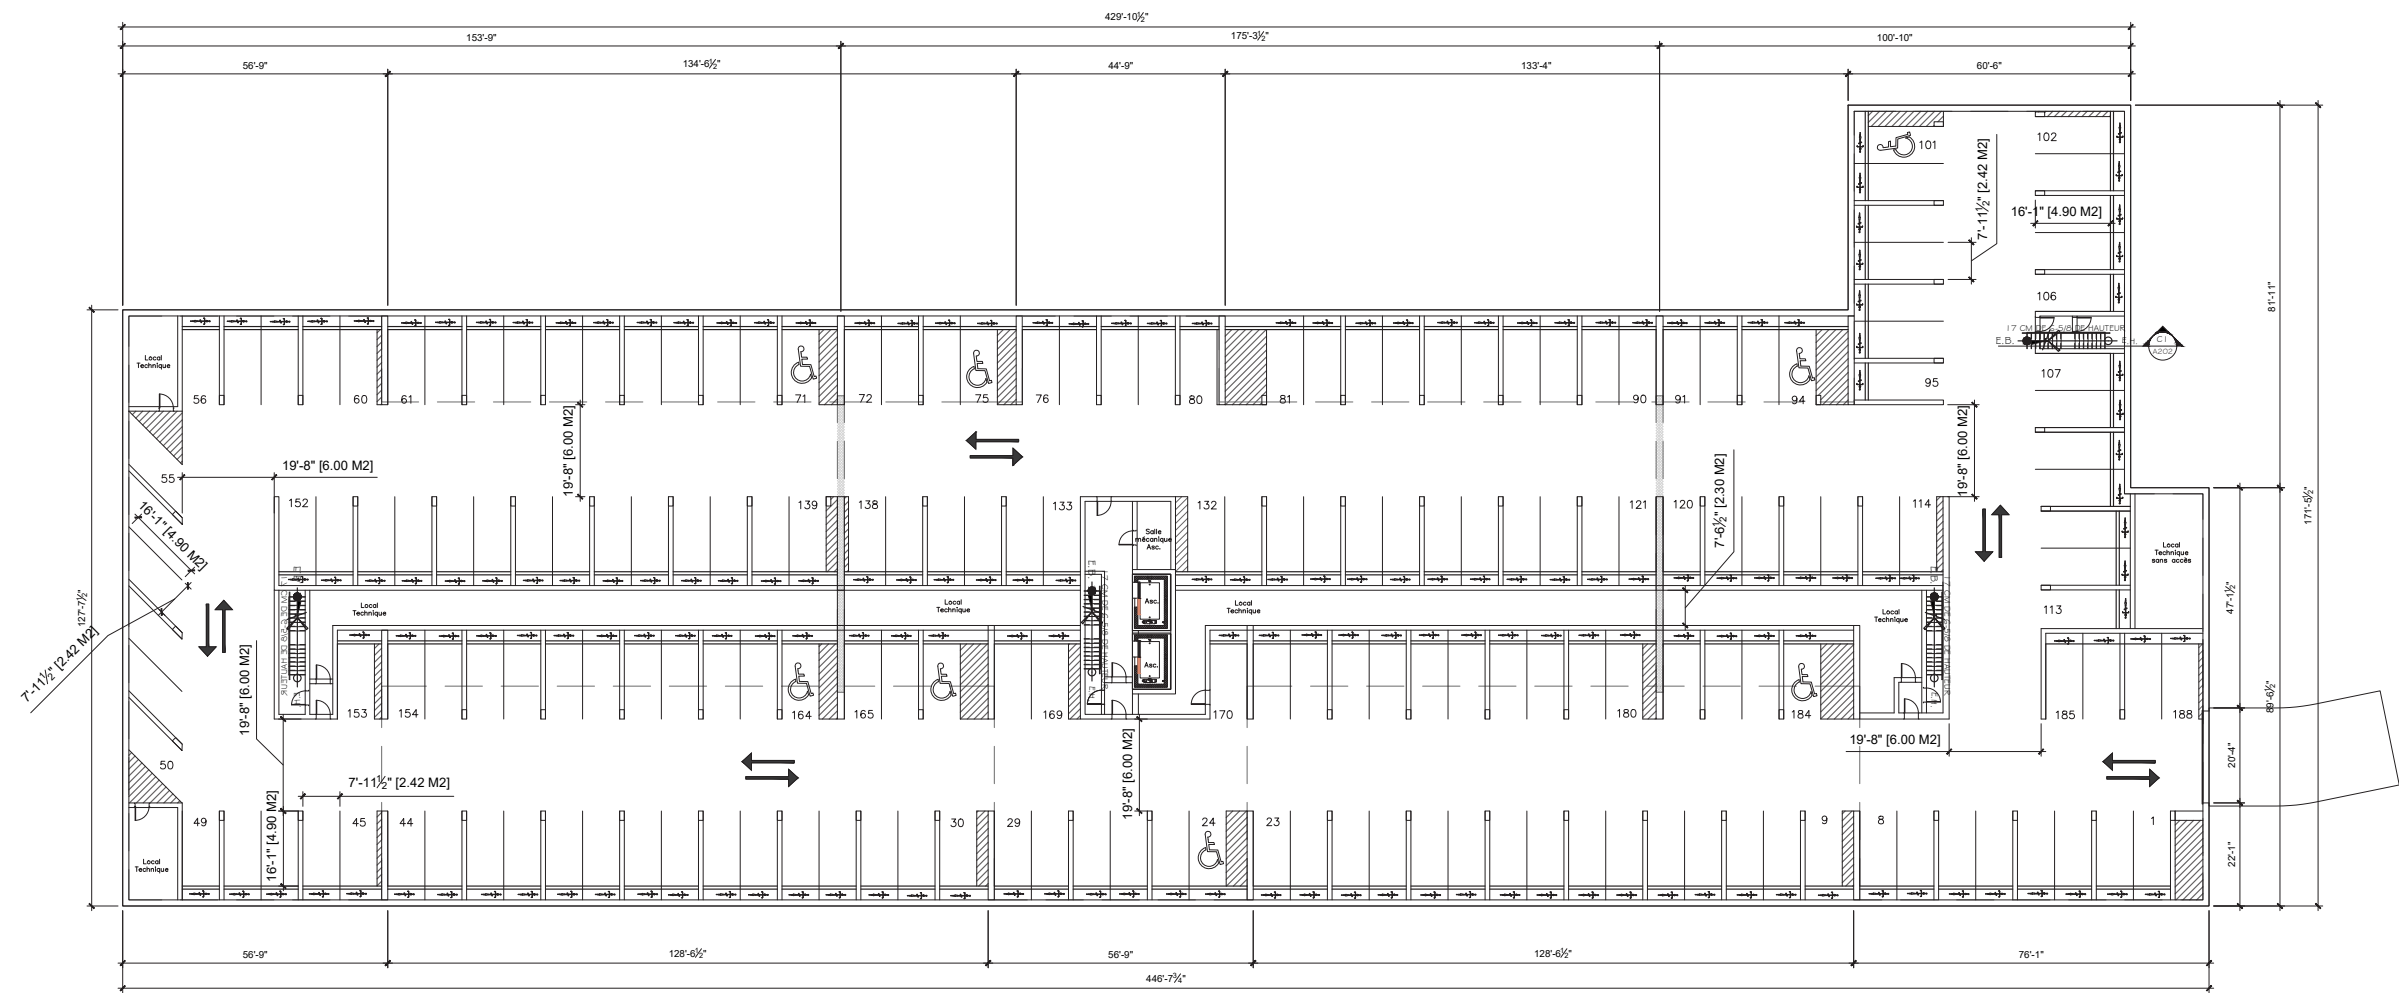 429'-10½"
153'-9"
175'-3½"
100'-10"
56'-9"
134'-6½"
44'-9"
133'-4"
60'-6"
101
102
7'-11½" [2.42 M2]
16'-1" [4.90 M2]
81'-11"
106
17 CM DE 6 5/8 DE HAUTEUR
E.B.
E.H.
C1
A202
Local
Technique
107
95
56
60
61
71
72
75
76
80
81
90
91
94
19'-8" [6.00 M2]
19'-8" [6.00 M2]
19'-8" [6.00 M2]
55
7'-6½" [2.30 M2]
171'-5½"
152
139
138
133
132
121
120
114
16'-1" [4.90 M2]
Salle
mécanique
Asc.
Local
Technique
sans accès
127'-7½"
Asc.
Local
Technique
Local
Technique
Local
Technique
Local
Technique
113
47'-1½"
7'-11½" [2.42 M2]
Asc.
19'-8" [6.00 M2]
89'-6½"
153
154
164
165
169
170
180
184
185
188
19'-8" [6.00 M2]
19'-8" [6.00 M2]
20'-4"
50
7'-11½" [2.42 M2]
16'-1" [4.90 M2]
49
45
44
30
29
24
23
9
8
1
22'-1"
Local
Technique
56'-9"
128'-6½"
56'-9"
128'-6½"
76'-1"
446'-7¾"